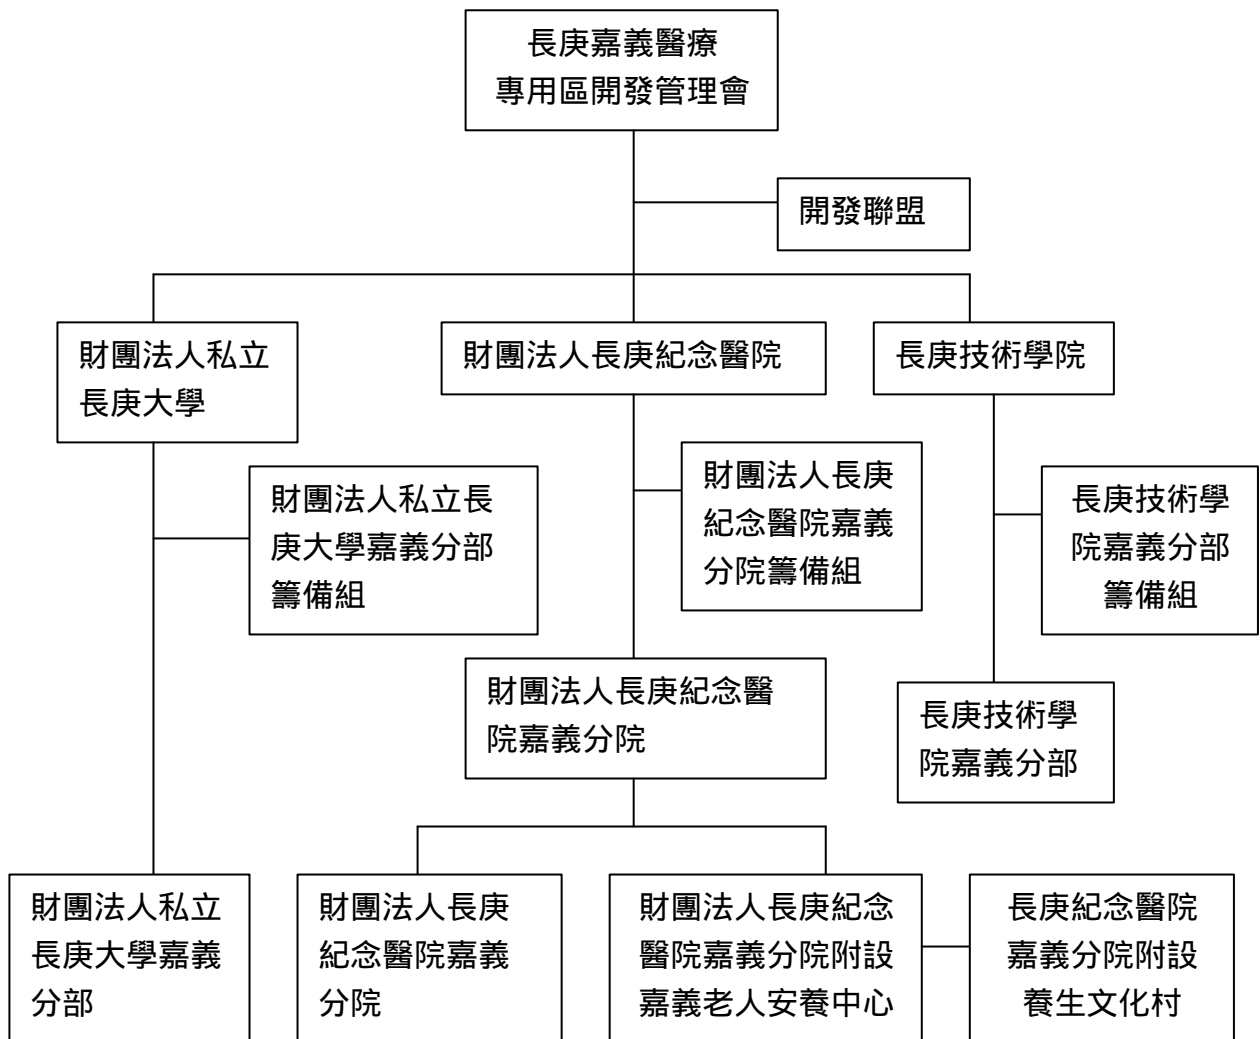 長庚嘉義醫療
專用區開發管理會
開發聯盟
財團法人私立
長庚大學
財團法人長庚紀念醫院
長庚技術學院
財團法人私立長
庚大學嘉義分部
籌備組
財團法人長庚
紀念醫院嘉義
分院籌備組
長庚技術學
院嘉義分部
籌備組
財團法人長庚紀念醫
院嘉義分院
長庚技術學
院嘉義分部
財團法人私立
長庚大學嘉義
分部
財團法人長庚
紀念醫院嘉義
分院
財團法人長庚紀念
醫院嘉義分院附設
嘉義老人安養中心
長庚紀念醫院
嘉義分院附設
養生文化村